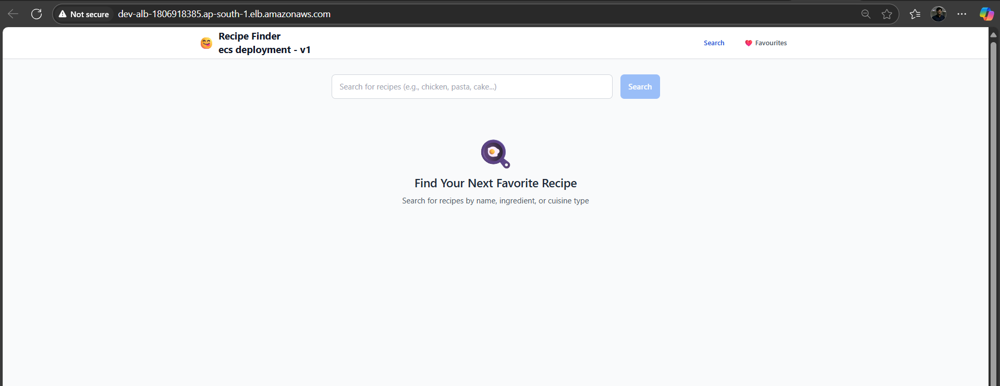 Not secure dev-alb-1806918385.ap-south-1.elb.amazonaws.com
Recipe Finder
ecs deployment - v1
Search
Favourites
Search for recipes (e.g., chicken, pasta, cake...)
Search
Find Your Next Favorite Recipe
Search for recipes by name, ingredient, or cuisine type